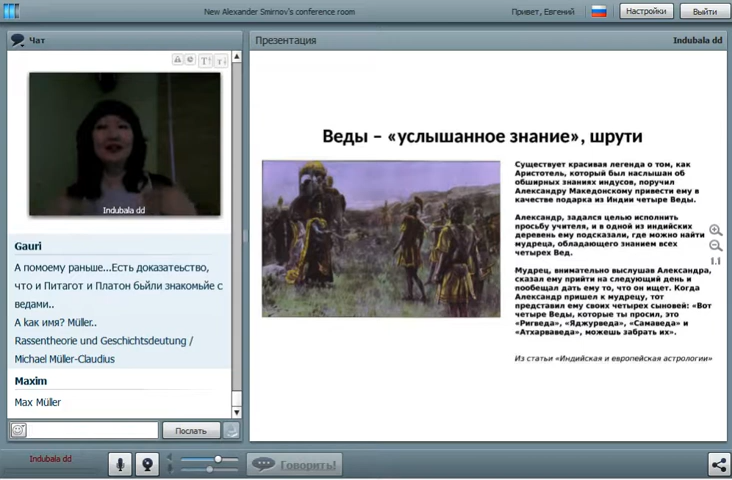 New Alexander Smirnov's conference room
Привет, Евгений
Настройки
Выйти
Чат
Indubala dd
Gauri
А помоему раньше...Есть доказатеьство,
что и Питагот и Платон бьйли знакомьйе с
ведами..
А как имя? Müller..
Rassentheorie und Geschichtsdeutung /
Michael Müller-Claudius
Maxim
Max Müller
Послать
Indubala dd
Говорить!
Презентация
Indubala dd
Веды – «услышанное знание», шрути
Существует красивая легенда о том, как
Аристотель, который был наслышан об
обширных знаниях индусов, поручил
Александру Македонскому привести ему в
качестве подарка из Индии четыре Веды.
Александр, задался целью исполнить
просьбу учителя, и в одной из индийских
деревень ему подсказали, где можно найти
мудреца, обладающего знанием всех
четырех Вед.
Мудрец, внимательно выслушав Александра,
сказал ему прийти на следующий день и
пообещал дать ему то, что он ищет. Когда
Александр пришел к мудрецу, тот
представил ему своих четырех сыновей: «Вот
четыре Веды, которые ты просил, это
«Ригведа», «Яджурведа», «Самаведа» и
«Атхарваведа», можешь забрать их».
Из статьи «Индийская и европейская астрологии»
1:1